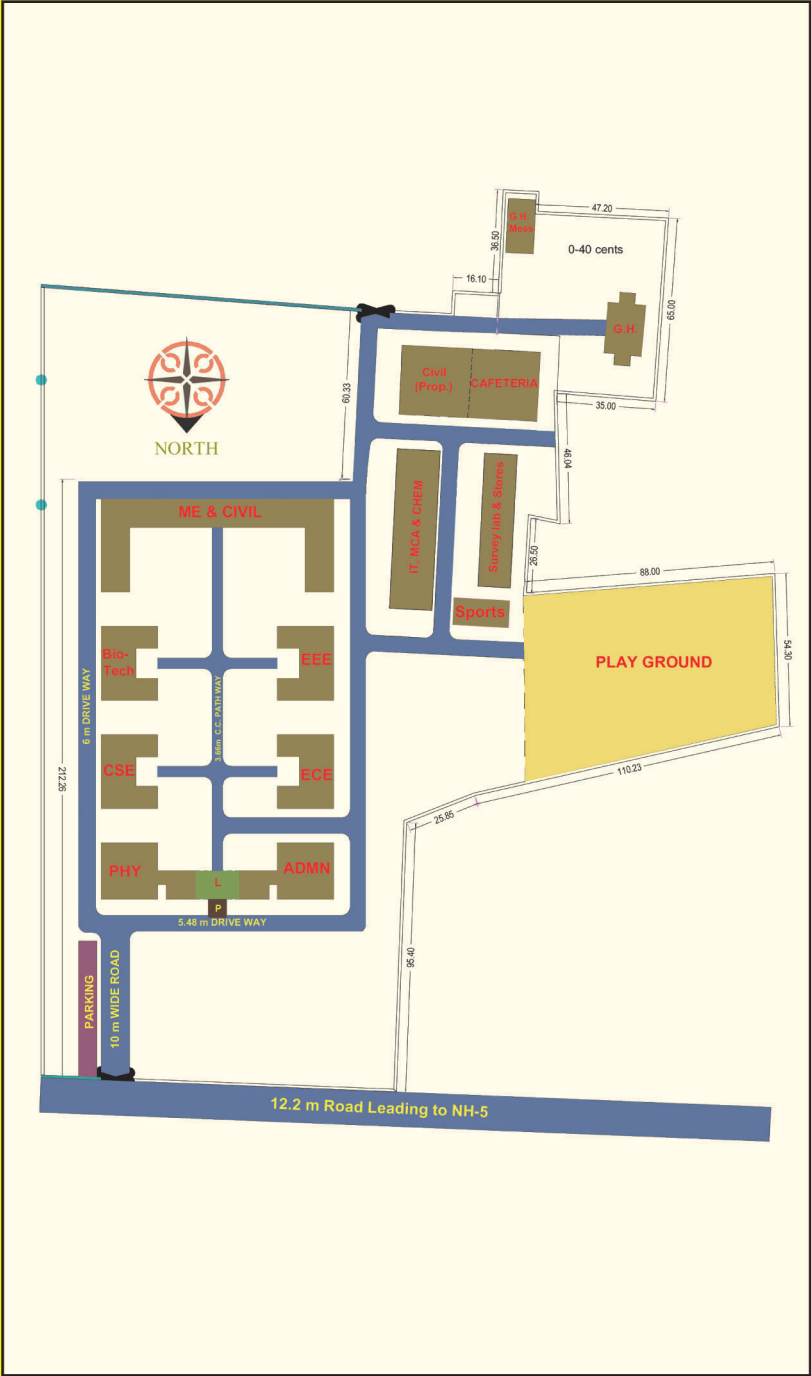 47.20
G.H.
Mess
36.50
0-40 cents
16.10
65.00
G.H.
60.33
Civil
(Prop.)
CAFETERIA
35.00
NORTH
46.04
ME & CIVIL
IT, MCA & CHEM
Survey lab & Stores
26.50
88.00
Sports
54.30
PLAY GROUND
Bio-
Tech
EEE
6 m DRIVE WAY
3.66m C.C. PATH WAY
212.26
CSE
ECE
110.23
25.85
PHY
ADMN
L
P
5.48 m DRIVE WAY
95.40
PARKING
10 m WIDE ROAD
12.2 m Road Leading to NH-5